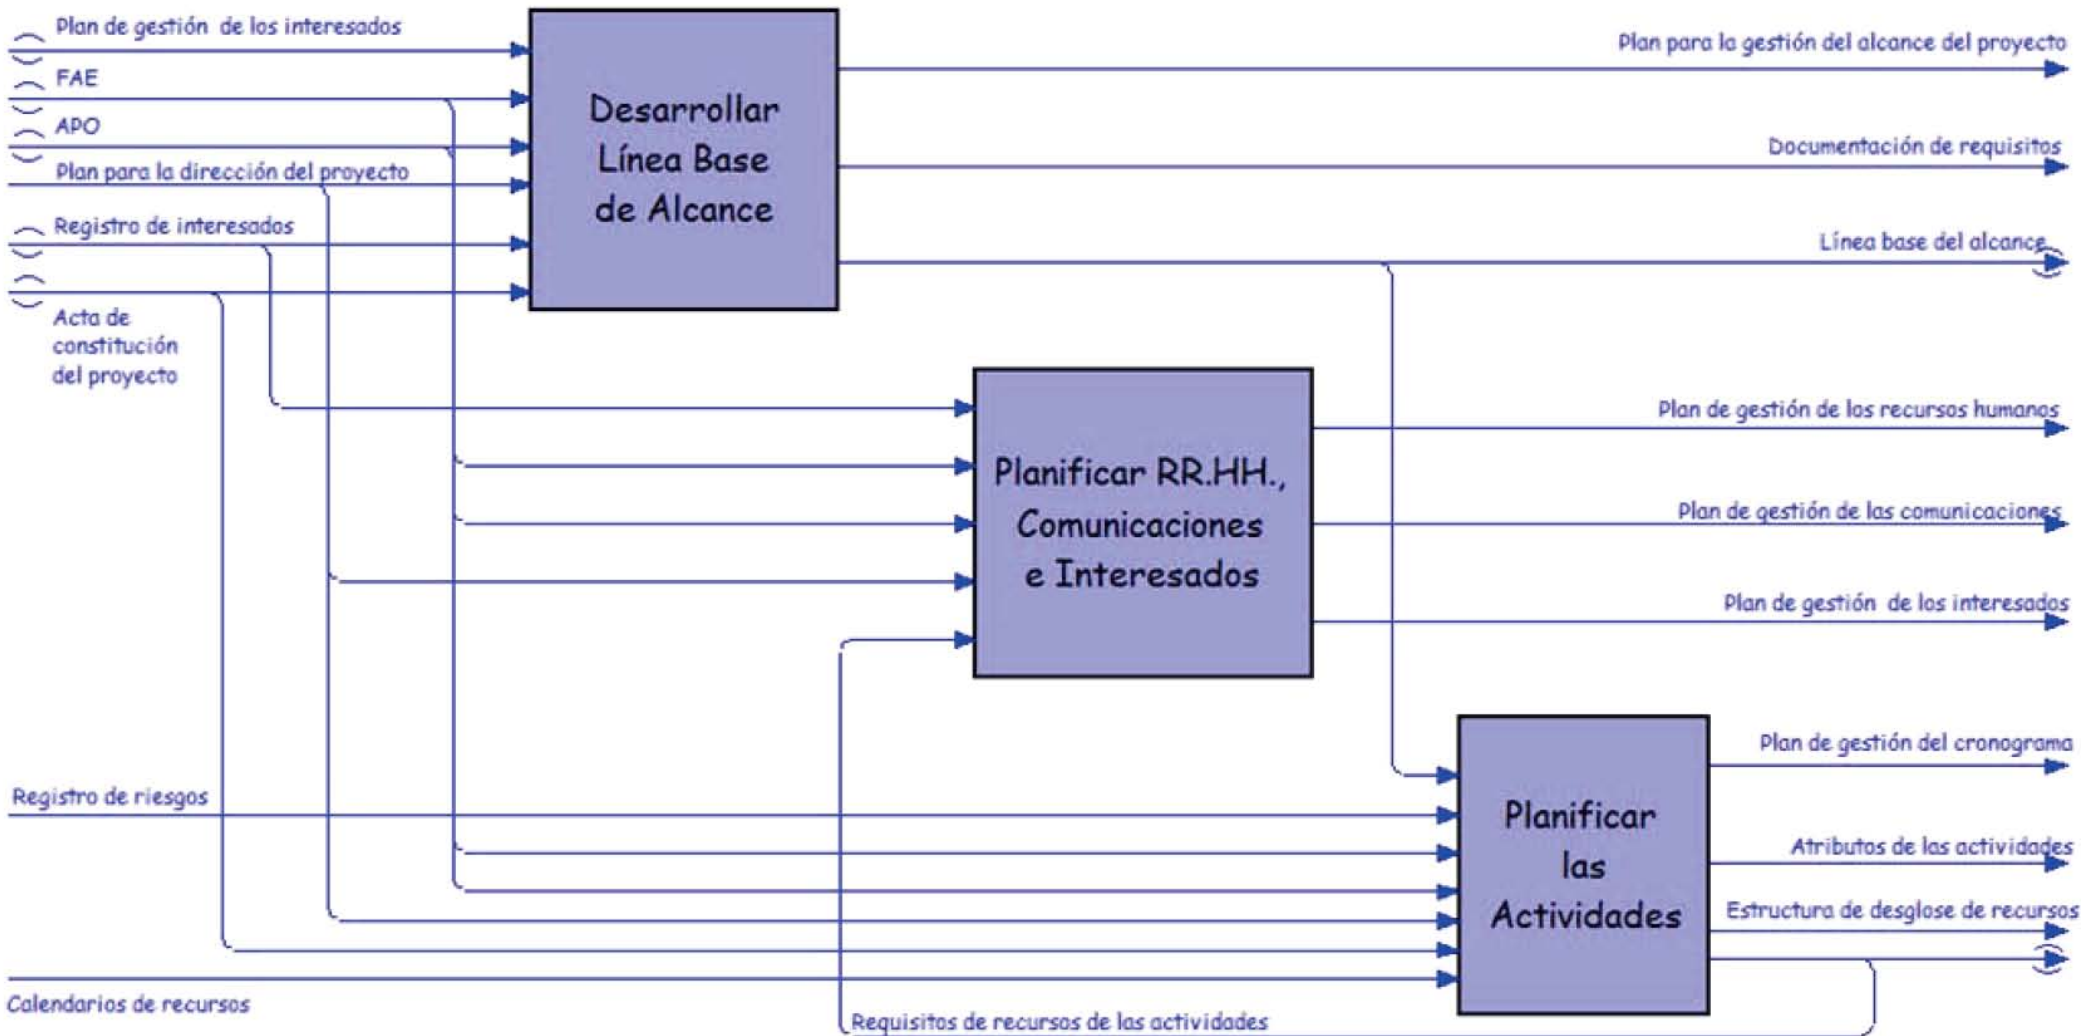 Plan de gestión de los interesados
FAE
APO
Plan para la dirección del proyecto
Registro de interesados
Acta de
constitución
del proyecto
Desarrollar
Línea Base
de Alcance
Plan para la gestión del alcance del proyecto
Documentación de requisitos
Línea base del alcance
Planificar RR.HH.,
Comunicaciones
e Interesados
Plan de gestión de los recursos humanos
Plan de gestión de las comunicaciones
Plan de gestión de los interesados
Registro de riesgos
Calendarios de recursos
Planificar
las
Actividades
Plan de gestión del cronograma
Atributos de las actividades
Estructura de desglose de recursos
Requisitos de recursos de las actividades